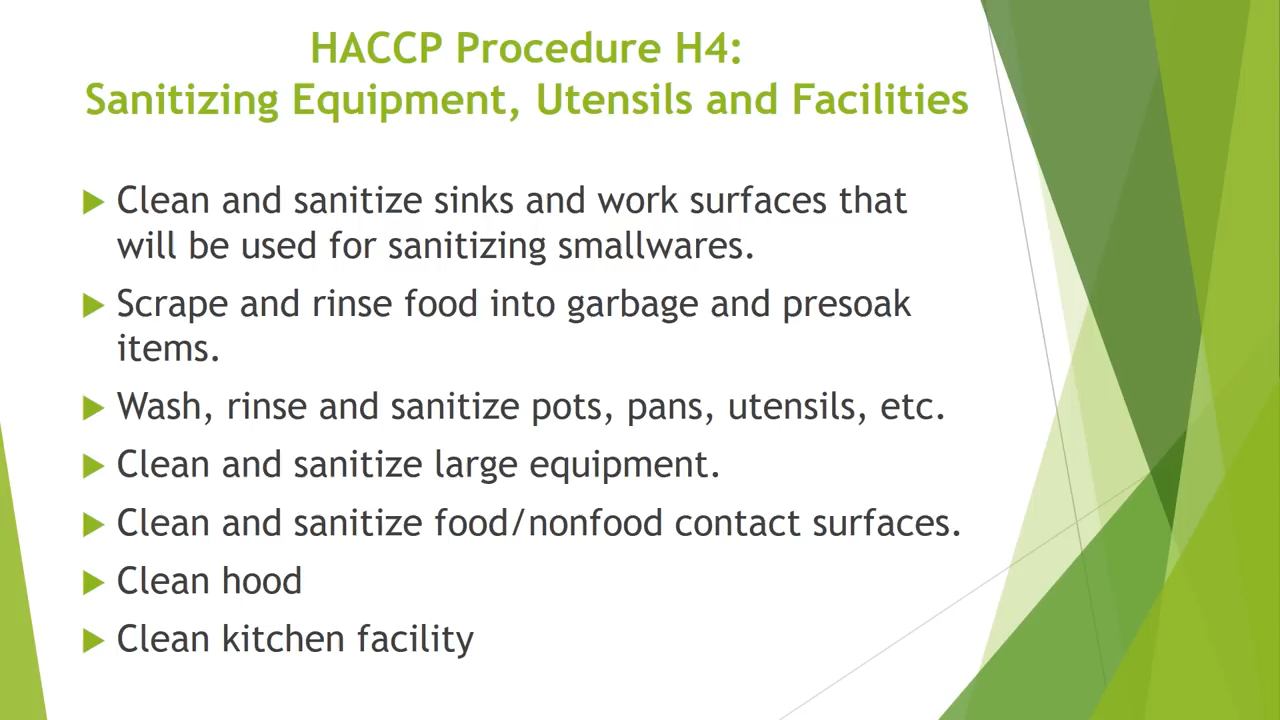 HACCP Procedure H4:
Sanitizing Equipment, Utensils and Facilities
Clean and sanitize sinks and work surfaces that
will be used for sanitizing smallwares.
Scrape and rinse food into garbage and presoak
items.
Wash, rinse and sanitize pots, pans, utensils, etc.
Clean and sanitize large equipment.
Clean and sanitize food/nonfood contact surfaces.
Clean hood
Clean kitchen facility